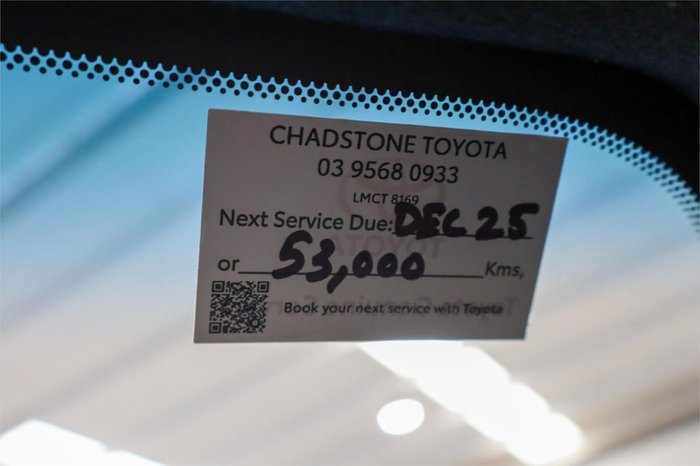 CHADSTONE TOYOTA
03 9568 0933
LMCT 8169
Next Service Due: DEC 25
or 53,000 Kms,
Book your next service with Toyota